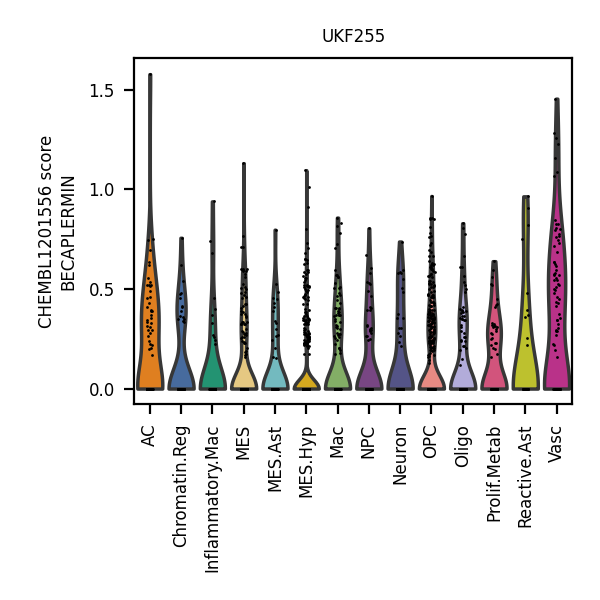 UKF255
CHEMBL1201556 score
BECAPLERMIN
1.5
1.0
0.5
0.0
AC
Chromatin.Reg
Inflammatory.Mac
MES
MES.Ast
MES.Hyp
Mac
NPC
Neuron
OPC
Oligo
Prolif.Metab
Reactive.Ast
Vasc